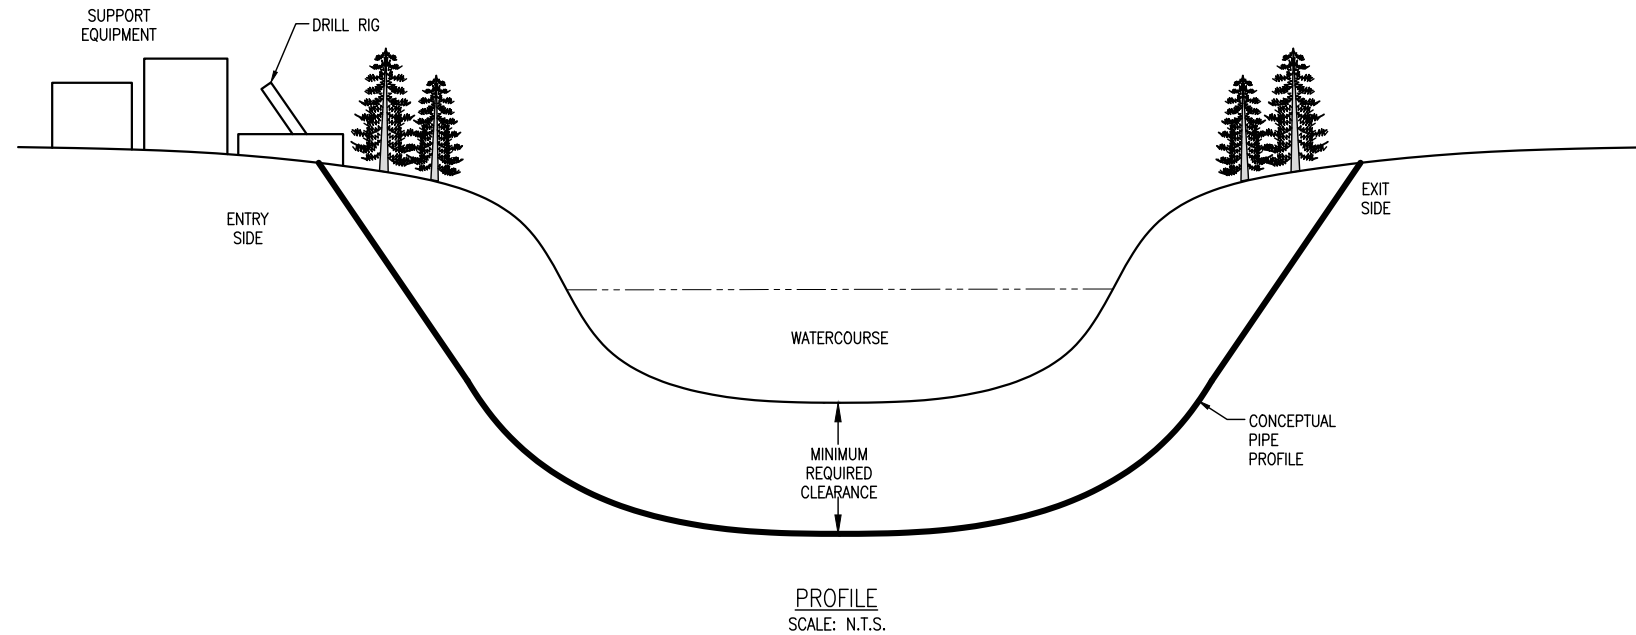 SUPPORT
EQUIPMENT
DRILL RIG
ENTRY
SIDE
EXIT
SIDE
WATERCOURSE
CONCEPTUAL
PIPE
PROFILE
MINIMUM
REQUIRED
CLEARANCE
PROFILE
SCALE: N.T.S.